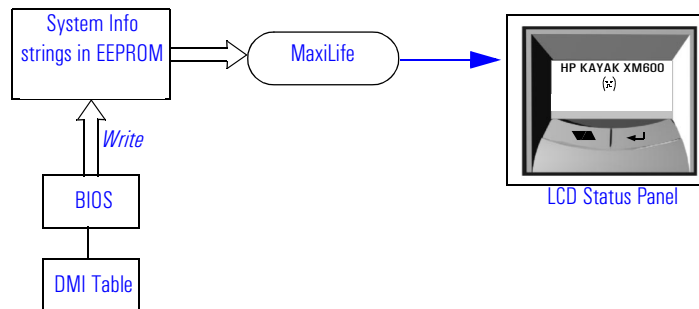 System Info
strings in EEPROM
MaxiLife
HP KAYAK XM600
Write
LCD Status Panel
BIOS
DMI Table